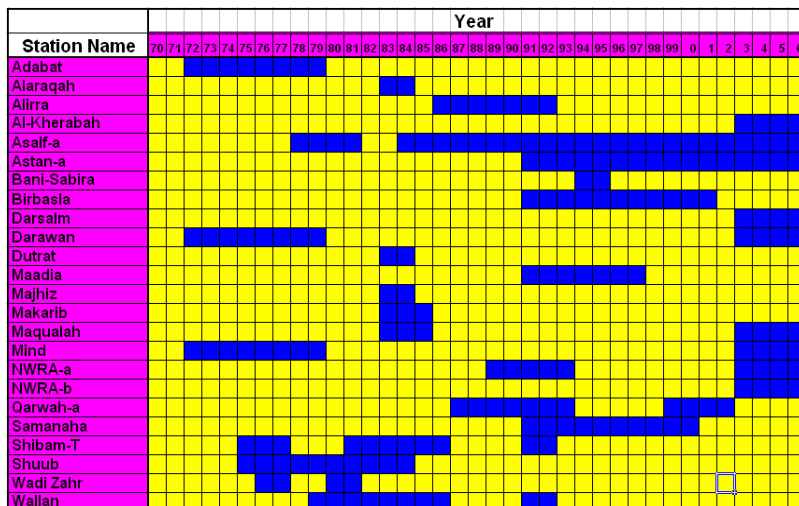 Year
Station Name 70 71 72 73 74 75 76 77 78 79 80 81 82 83 84 85 86 87 88 89 90 91 92 93 94 95 96 97 98 99 0 1 2 3 4 5
Adabat
Alaraqah
Aiirra
Al-Kherabah
Asalf-a
Astan-a
Bani-Sabira
Birbasla
Darsalm
Darawan
Dutrat
Maadia
Majhiz
Makarib
Maqualah
Mind
NWRA-a
NWRA-b
Qarwah-a
Samanaha
Shibam-T
Shuub
Wadi Zahr
Wallan